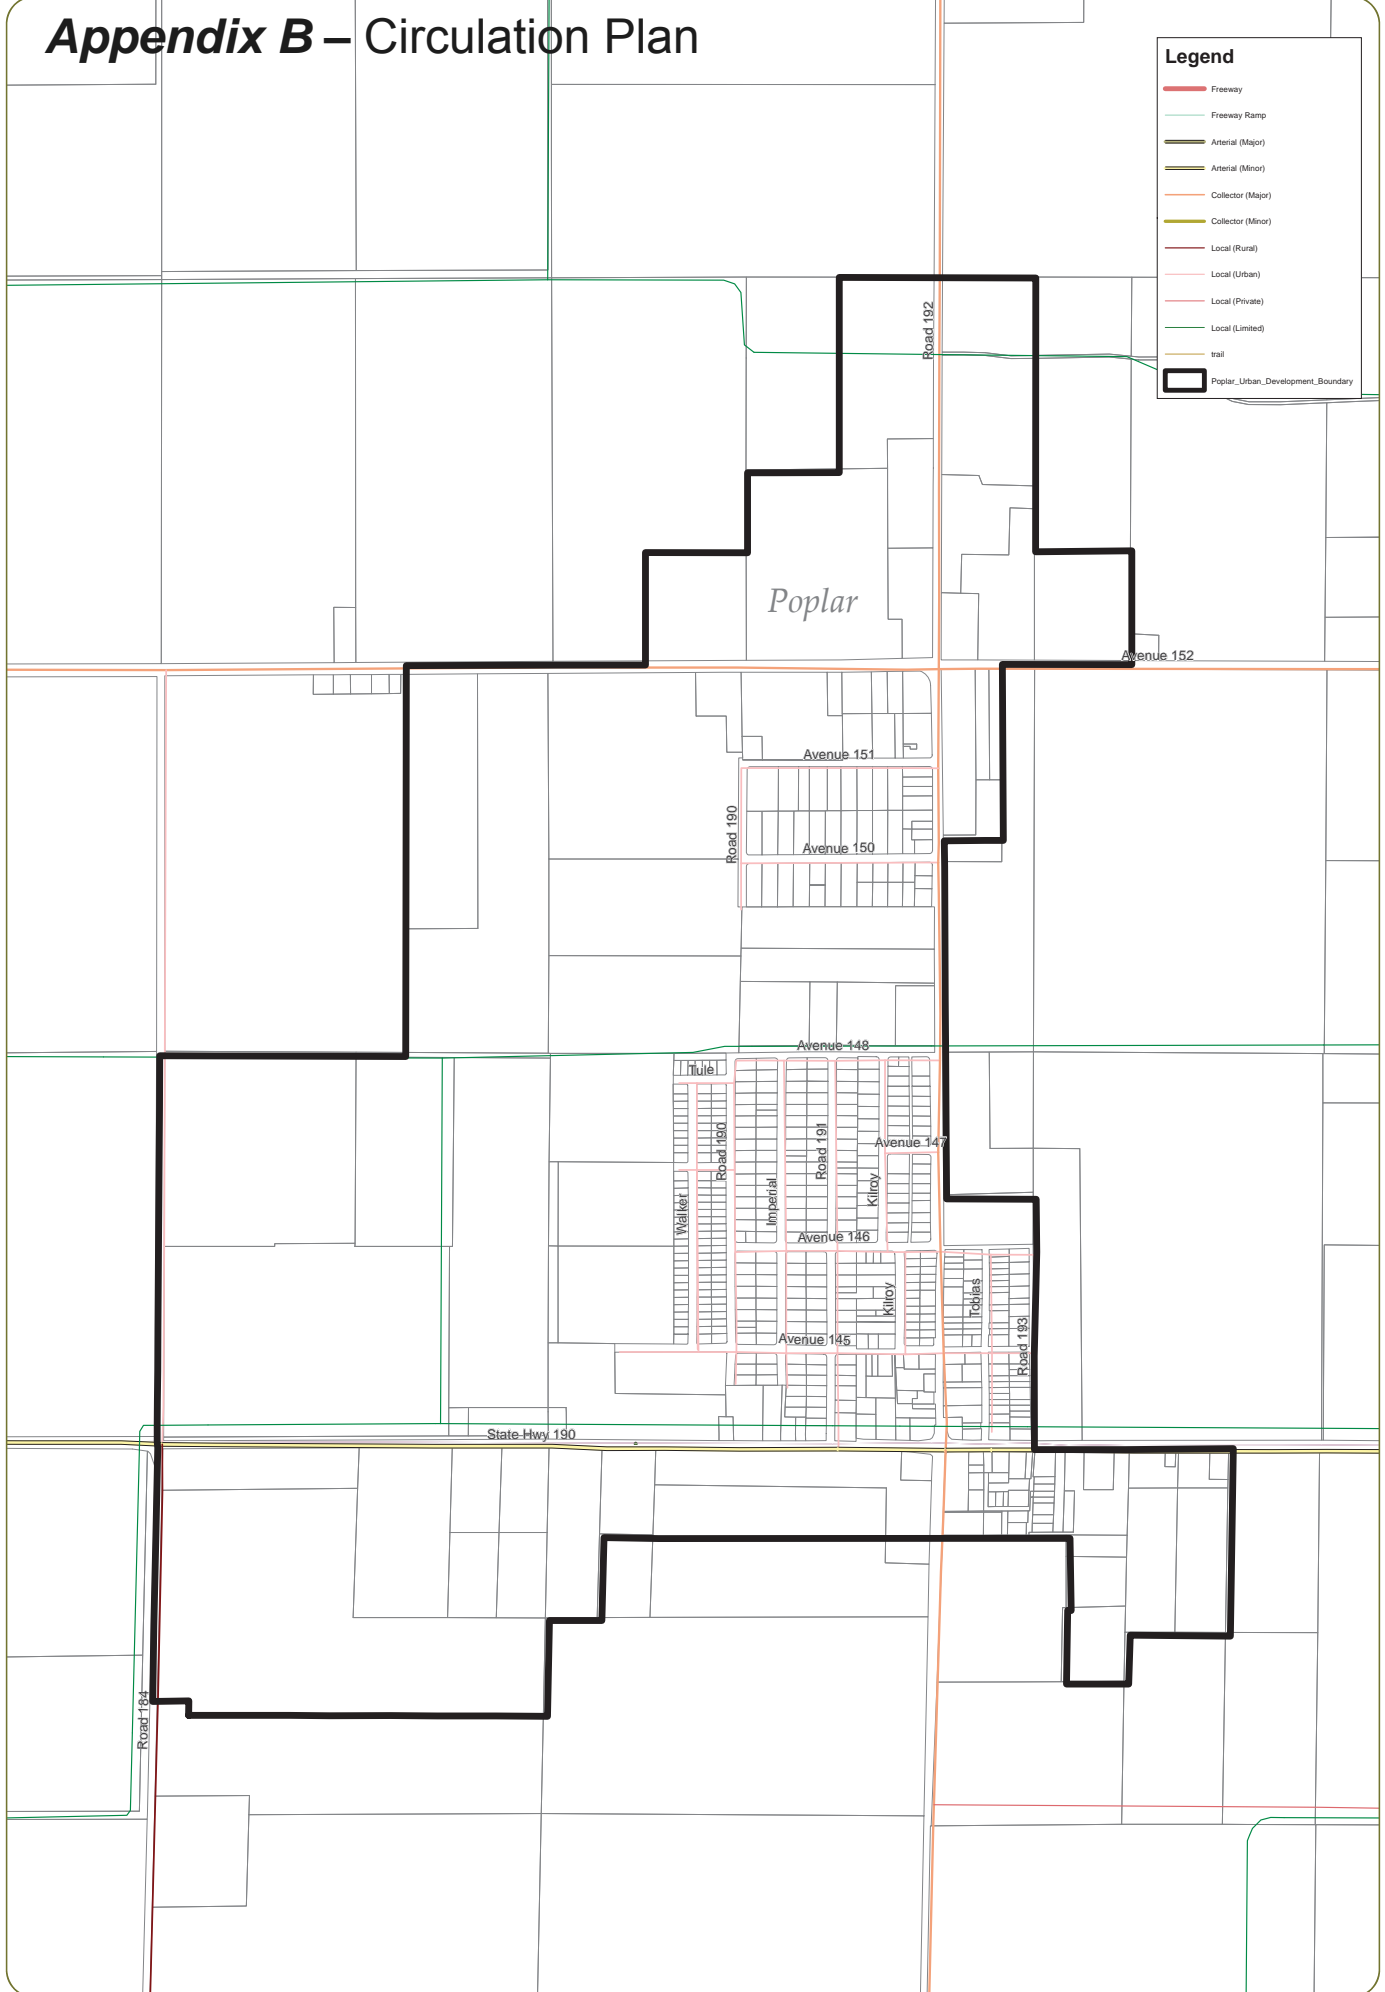 Appendix B – Circulation Plan
Legend
Freeway
Freeway Ramp
Arterial (Major)
Arterial (Minor)
Collector (Major)
Collector (Minor)
Local (Rural)
Local (Urban)
Local (Private)
Local (Limited)
trail
Poplar_Urban_Development_Boundary
Road 192
Poplar
Avenue 152
Avenue 151
Road 190
Avenue 150
Avenue 148
Tule
Road 190
Road 191
Avenue 147
Walker
Imperial
Kilroy
Avenue 146
Kilroy
Tobias
Avenue 145
Road 193
State Hwy 190
Road 184